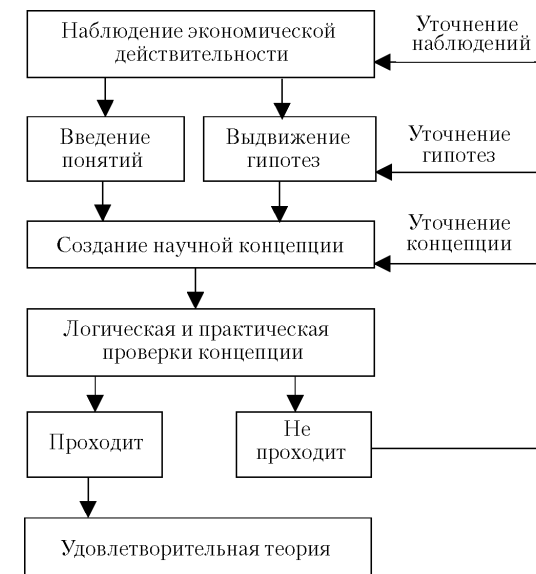 Наблюдение экономической
действительности
Уточнение
наблюдений
Введение
понятий
Выдвижение
гипотез
Уточнение
гипотез
Создание научной концепции
Уточнение
концепции
Логическая и практическая
проверки концепции
Проходит
Не
проходит
Удовлетворительная теория